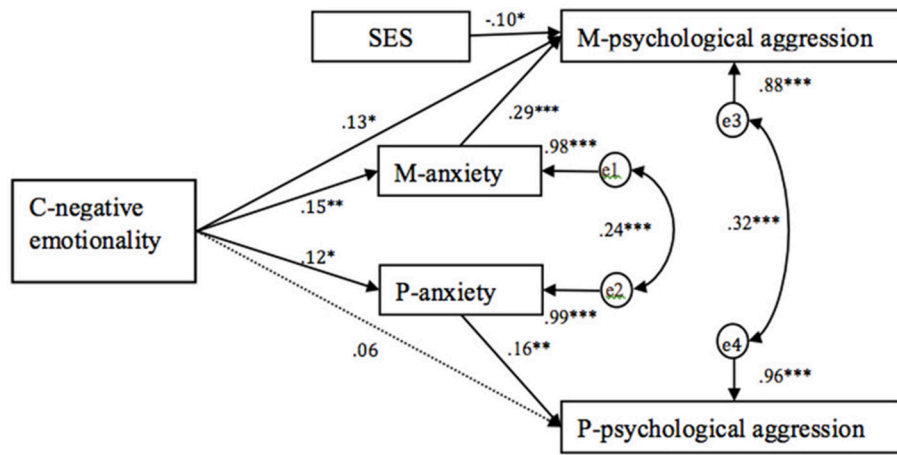 -.10*
SES
M-psychological aggression
.88***
.29***
e3
.13*
.98***
M-anxiety
e1
C-negative
emotionality
.15**
.24***
.32***
.12*
P-anxiety
e2
.99***
.06
.16**
e4
.96***
P-psychological aggression